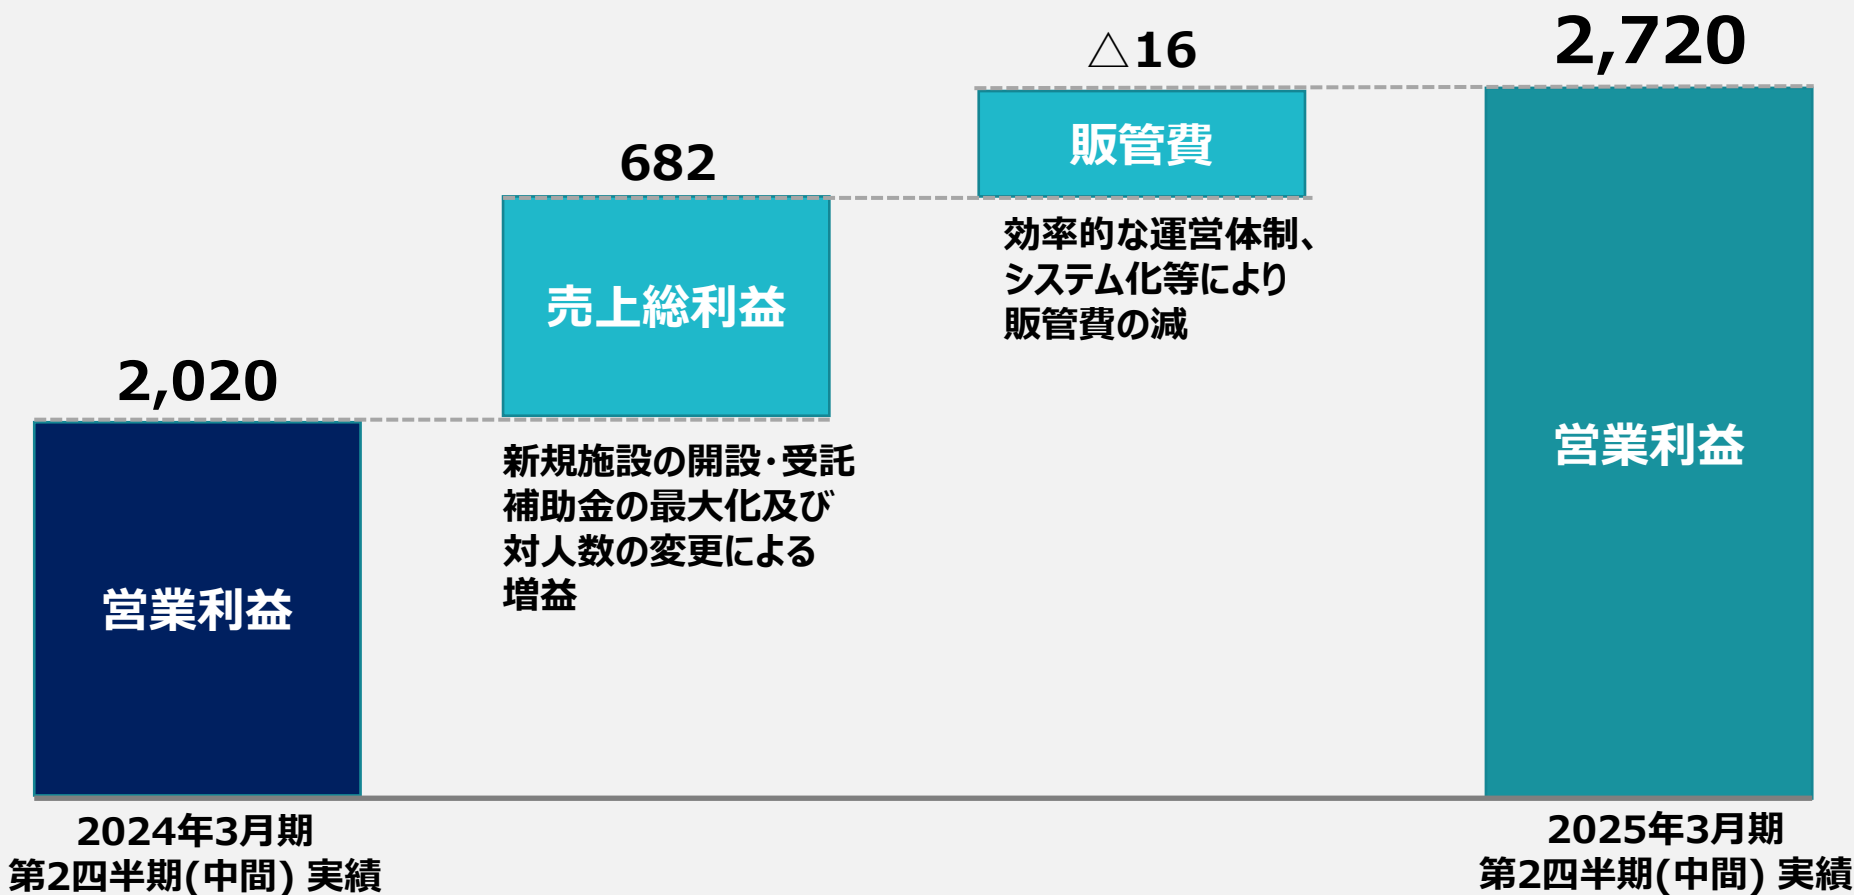 2,020
営業利益
2024年3月期
第2四半期(中間) 実績
682
売上総利益
新規施設の開設・受託
補助金の最大化及び
対人数の変更による
増益
△16
販管費
効率的な運営体制、
システム化等により
販管費の減
2,720
営業利益
2025年3月期
第2四半期(中間) 実績